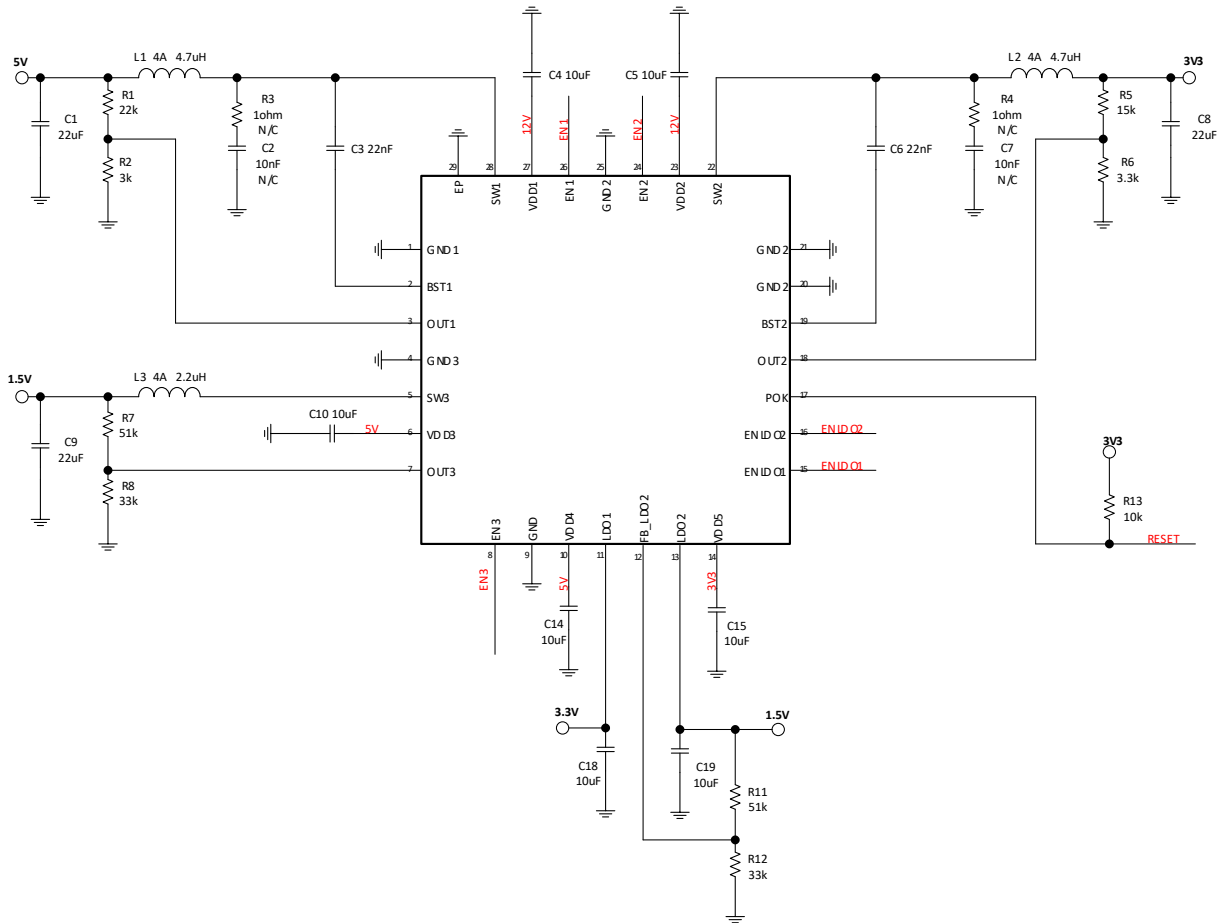 5V
L1 4A 4.7uH
R1
22k
C1
22uF
R2
3k
R3
1ohm
N/C
C2
10nF
N/C
C3 22nF
C4 10uF
C5 10uF
12V
EN1
EN2
12V
L2 4A 4.7uH
3V3
R4
1ohm
N/C
C7
10nF
N/C
R5
15k
C8
22uF
R6
3.3k
C6 22nF
29
28
27
26
25
24
23
22
EP
SW1
VDD1
EN1
GND2
EN2
VDD2
SW2
1 GND1
2 BST1
3 OUT1
4 GND3
5 SW3
6 VDD3
7 OUT3
GND2 21
GND2 20
BST2 19
OUT2 18
POK 17
ENLDO2 16
ENLDO1 15
ENLDO2
ENLDO1
1.5V
L3 4A 2.2uH
R7
51k
C9
22uF
R8
33k
C10 10uF
5V
3V3
R13
10k
RESET
EN3
GND
VDD4
LDO1
FB_LDO2
LDO2
VDD5
8
9
10
11
12
13
14
EN3
5V
3V3
C14
10uF
C15
10uF
3.3V
1.5V
C18
10uF
C19
10uF
R11
51k
R12
33k